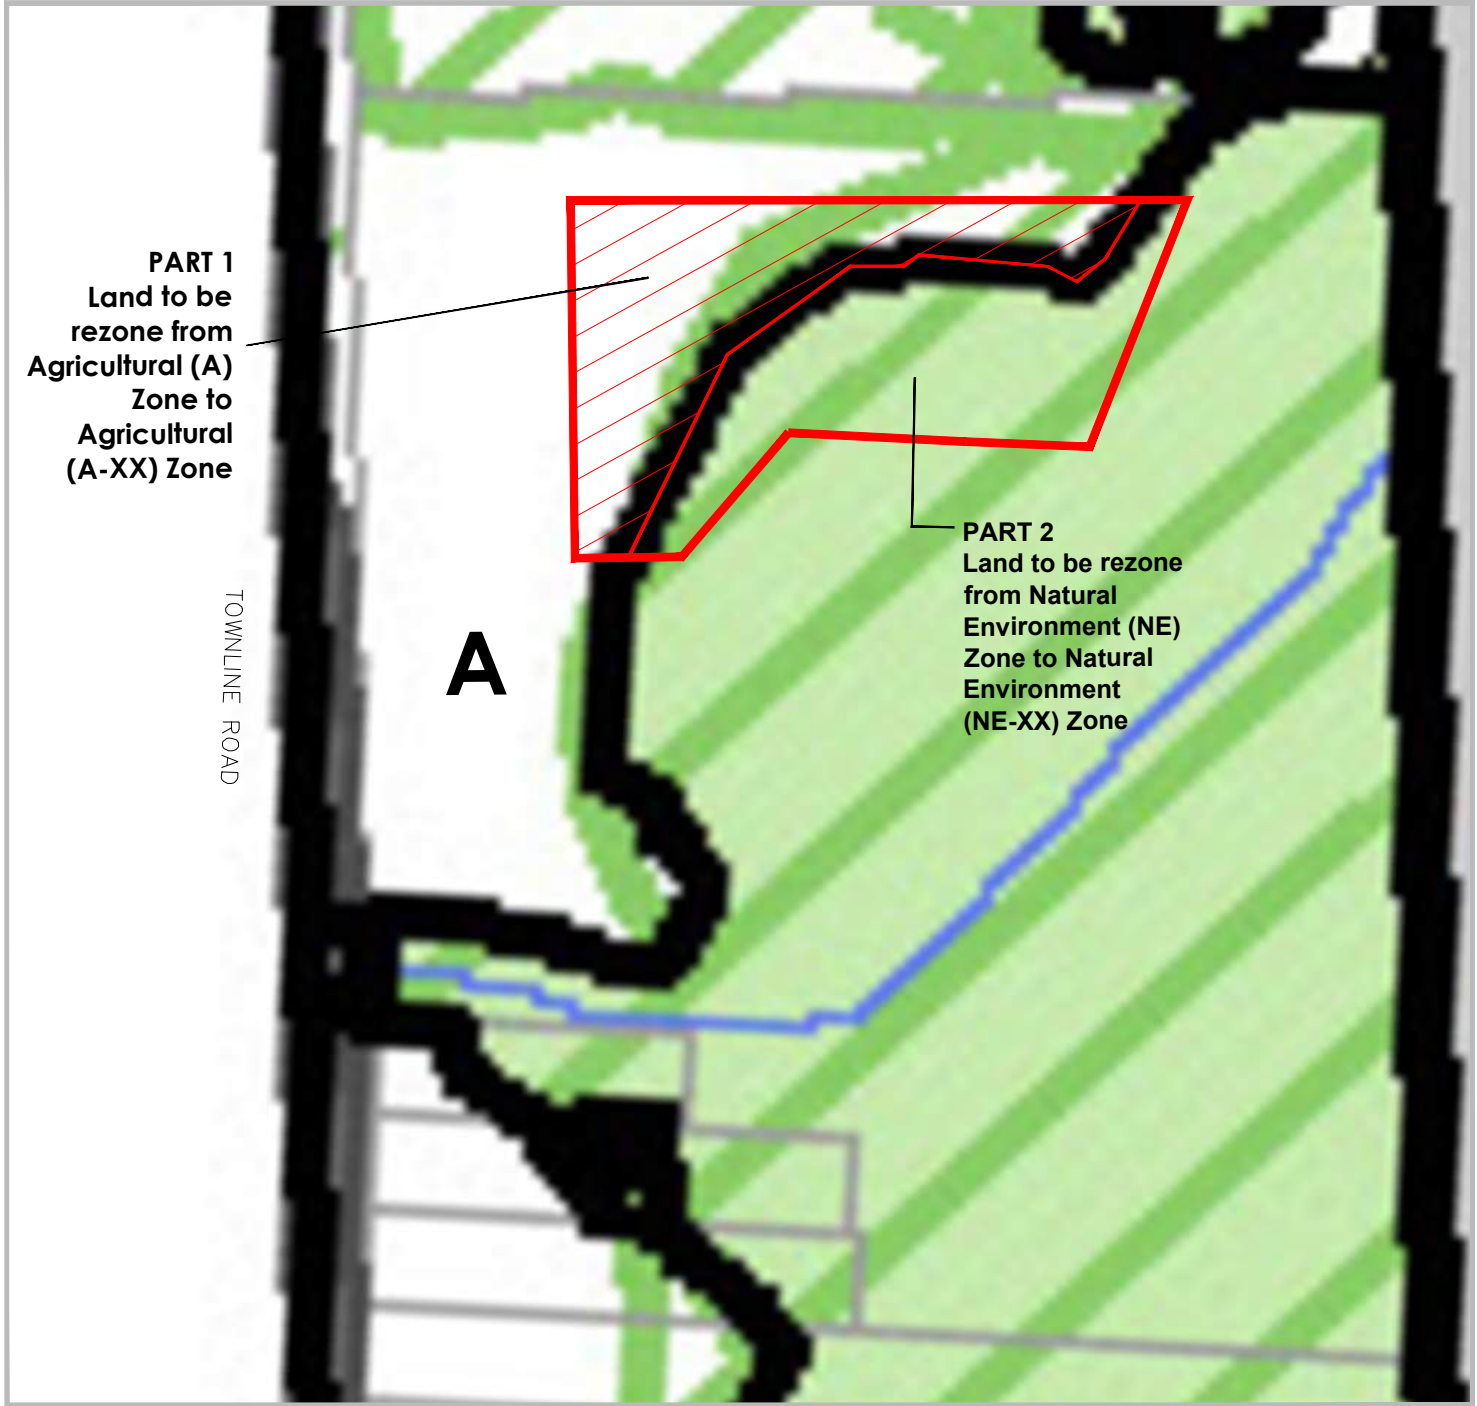 PART 1
Land to be
rezone from
Agricultural (A)
Zone to
Agricultural
(A-XX) Zone
TOWNLINE ROAD
A
PART 2
Land to be rezone
from Natural
Environment (NE)
Zone to Natural
Environment
(NE-XX) Zone